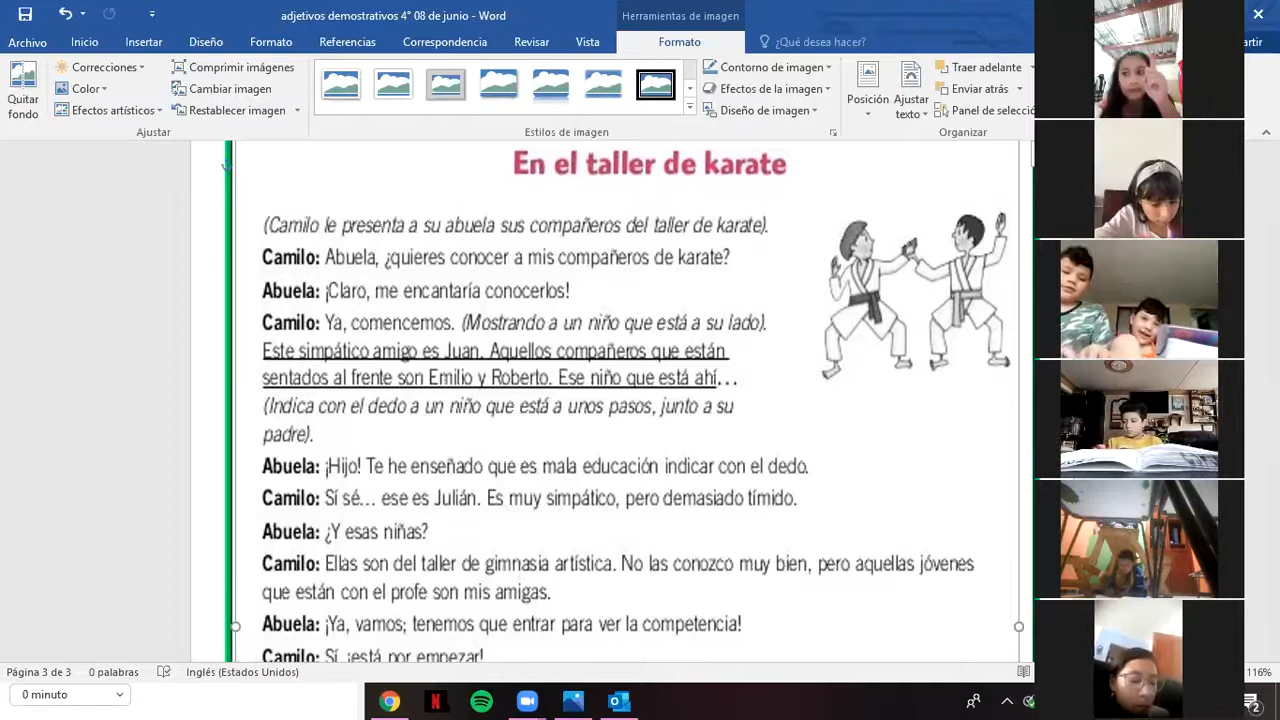 adjetivos demostrativos 4° 08 de junio - Word
Herramientas de imagen
Archivo Inicio Insertar Diseño Formato Referencias Correspondencia Revisar Vista Formato ¿Qué desea hacer?
Quitar fondo
Correcciones
Color
Efectos artísticos
Comprimir imágenes
Cambiar imagen
Restablecer imagen
Contorno de imagen
Efectos de la imagen
Diseño de imagen
Posición
Ajustar texto
Traer adelante
Enviar atrás
Panel de selecció
Ajustar
Estilos de imagen
Organizar
En el taller de karate
(Camilo le presenta a su abuela sus compañeros del taller de karate).
Camilo: Abuela, ¿quieres conocer a mis compañeros de karate?
Abuela: ¡Claro, me encantaría conocerlos!
Camilo: Ya, comencemos. (Mostrando a un niño que está a su lado).
Este simpático amigo es Juan. Aquellos compañeros que están
sentados al frente son Emilio y Roberto. Ese niño que está ahí...
(Indica con el dedo a un niño que está a unos pasos, junto a su
padre).
Abuela: ¡Hijo! Te he enseñado que es mala educación indicar con el dedo.
Camilo: Sí sé... ese es Julián. Es muy simpático, pero demasiado tímido.
Abuela: ¿Y esas niñas?
Camilo: Ellas son del taller de gimnasia artística. No las conozco muy bien, pero aquellas jóvenes
que están con el profe son mis amigas.
Abuela: ¡Ya, vamos; tenemos que entrar para ver la competencia!
Camilo: Sí, ¡está por empezar!
Página 3 de 3 0 palabras Inglés (Estados Unidos) 116%
0 minuto